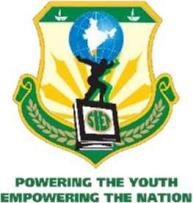 POWERING THE YOUTH
EMPOWERING THE NATION